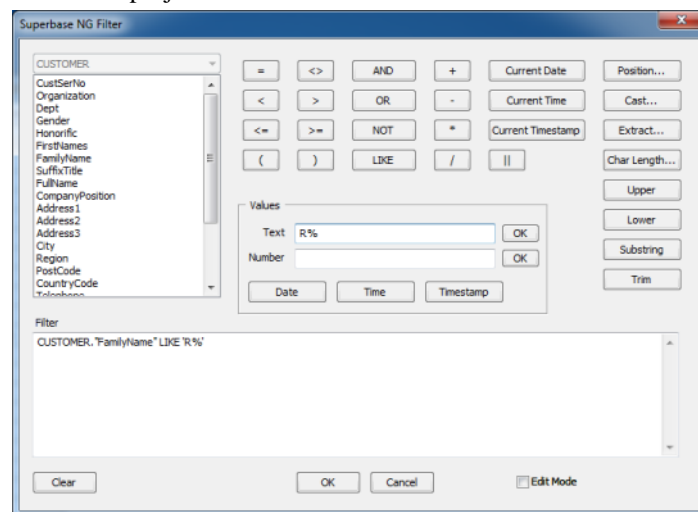 Superbase NG Filter
CUSTOMER
CustSerNo
Organization
Dept
Gender
Honorific
FirstNames
FamilyName
SuffixTitle
FullName
CompanyPosition
Address1
Address2
Address3
City
Region
PostCode
CountryCode
Telephone
= <> AND + Current Date Position...
< > OR - Current Time Cast...
<= >= NOT * Current Timestamp Extract...
( ) LIKE / || Char Length...
Upper
Lower
Substring
Trim
Values
Text R% OK
Number OK
Date Time Timestamp
Filter
CUSTOMER."FamilyName" LIKE 'R%'
Clear OK Cancel Edit Mode